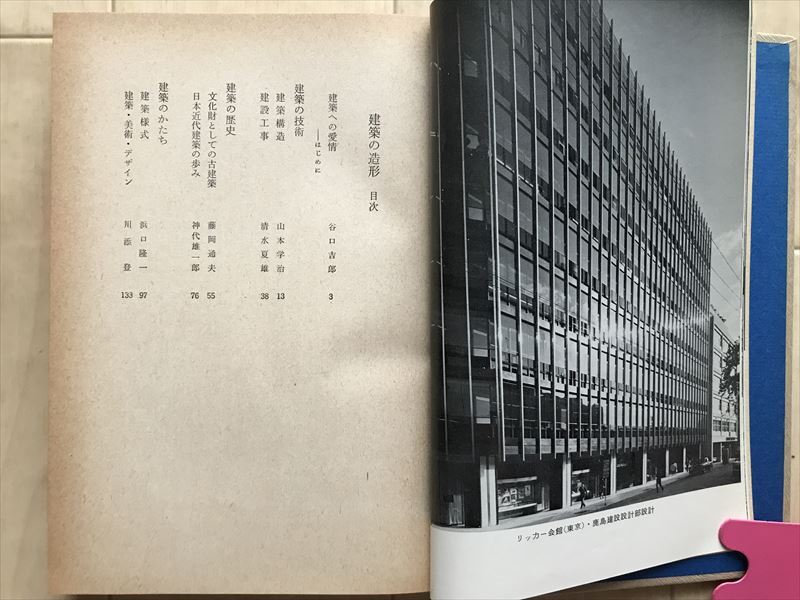 建築の造形 目次
建築への愛情
──はじめに 谷口吉郎 3
建築の技術
建築構造 山本学治 13
建設工事 清水夏雄 38
建築の歴史
文化財としての古建築 藤岡通夫 55
日本近代建築の歩み 神代雄一郎 76
建築のかたち
建築様式 浜口隆一 97
建築・美術・デザイン 川添登 133
リッカー会館(東京)・鹿島建設設計部設計